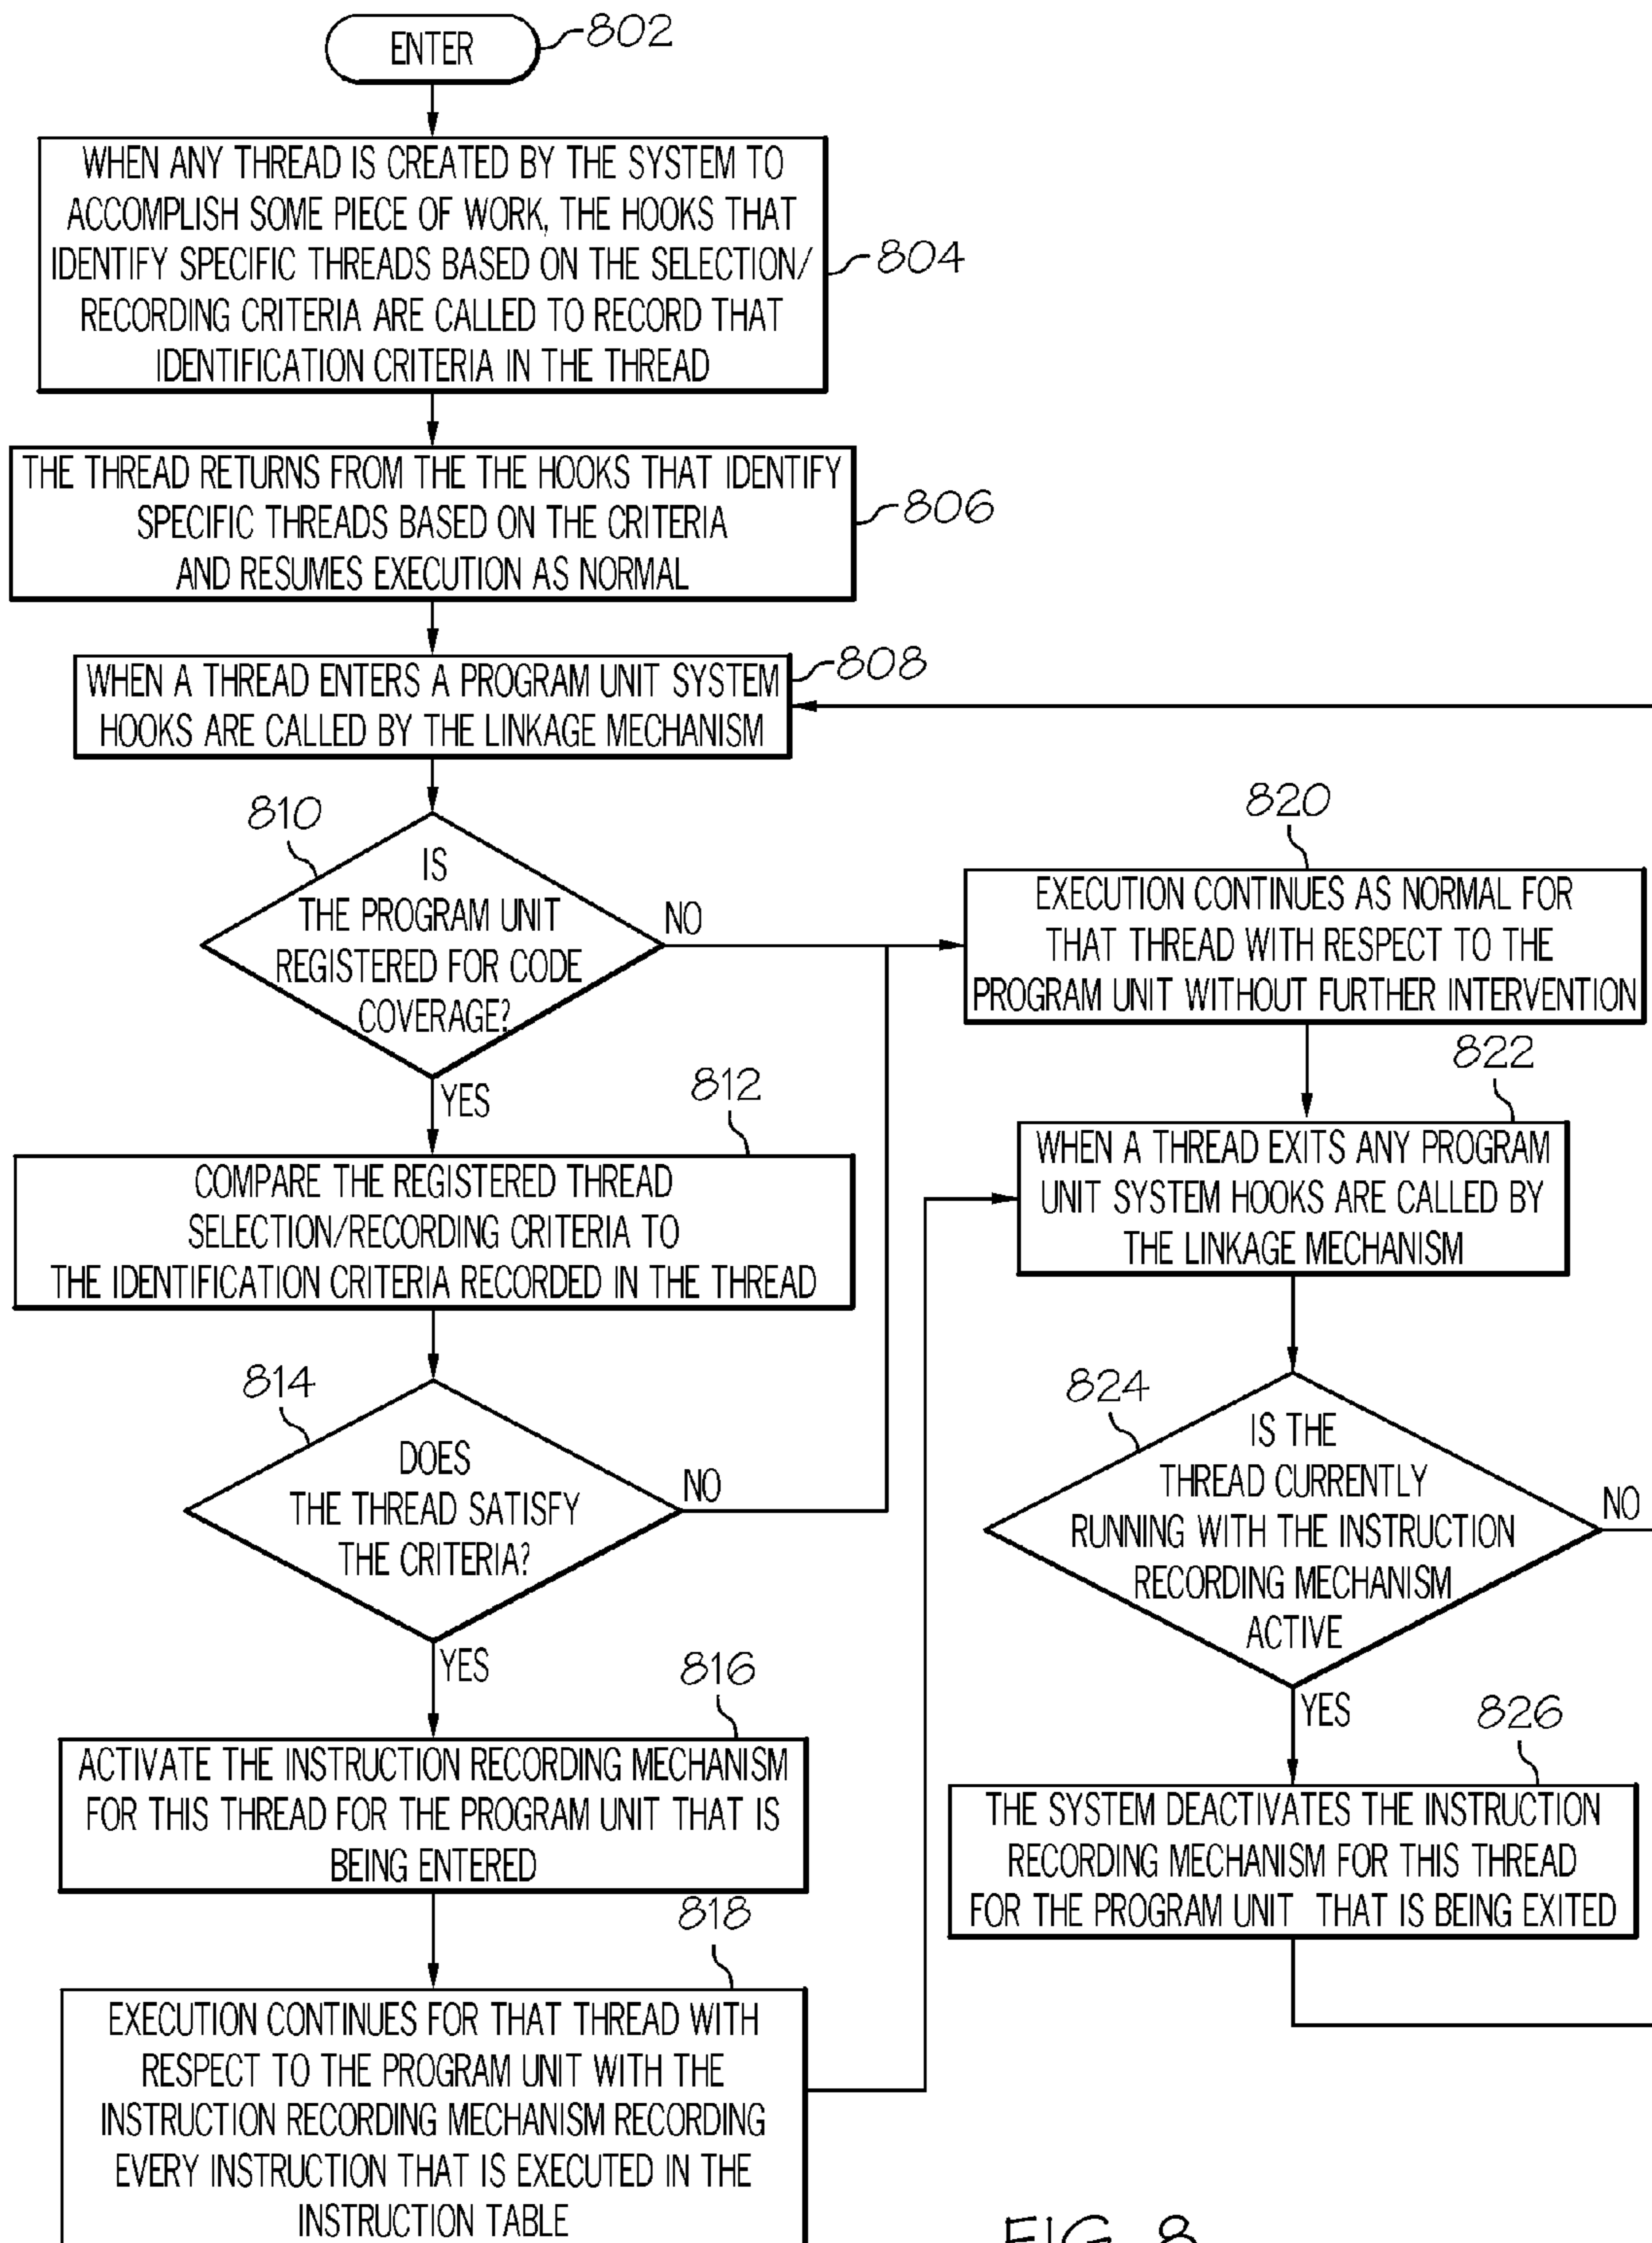 ENTER
802
WHEN ANY THREAD IS CREATED BY THE SYSTEM TO
ACCOMPLISH SOME PIECE OF WORK, THE HOOKS THAT
IDENTIFY SPECIFIC THREADS BASED ON THE SELECTION/
RECORDING CRITERIA ARE CALLED TO RECORD THAT
IDENTIFICATION CRITERIA IN THE THREAD
804
THE THREAD RETURNS FROM THE THE HOOKS THAT IDENTIFY
SPECIFIC THREADS BASED ON THE CRITERIA
AND RESUMES EXECUTION AS NORMAL
806
WHEN A THREAD ENTERS A PROGRAM UNIT SYSTEM
HOOKS ARE CALLED BY THE LINKAGE MECHANISM
808
810
IS
THE PROGRAM UNIT
REGISTERED FOR CODE
COVERAGE?
NO
YES
812
COMPARE THE REGISTERED THREAD
SELECTION/RECORDING CRITERIA TO
THE IDENTIFICATION CRITERIA RECORDED IN THE THREAD
814
DOES
THE THREAD SATISFY
THE CRITERIA?
NO
YES
816
ACTIVATE THE INSTRUCTION RECORDING MECHANISM
FOR THIS THREAD FOR THE PROGRAM UNIT THAT IS
BEING ENTERED
818
EXECUTION CONTINUES FOR THAT THREAD WITH
RESPECT TO THE PROGRAM UNIT WITH THE
INSTRUCTION RECORDING MECHANISM RECORDING
EVERY INSTRUCTION THAT IS EXECUTED IN THE
INSTRUCTION TABLE
820
EXECUTION CONTINUES AS NORMAL FOR
THAT THREAD WITH RESPECT TO THE
PROGRAM UNIT WITHOUT FURTHER INTERVENTION
822
WHEN A THREAD EXITS ANY PROGRAM
UNIT SYSTEM HOOKS ARE CALLED BY
THE LINKAGE MECHANISM
824
IS THE
THREAD CURRENTLY
RUNNING WITH THE INSTRUCTION
RECORDING MECHANISM
ACTIVE
NO
YES
826
THE SYSTEM DEACTIVATES THE INSTRUCTION
RECORDING MECHANISM FOR THIS THREAD
FOR THE PROGRAM UNIT THAT IS BEING EXITED
FIG. 8